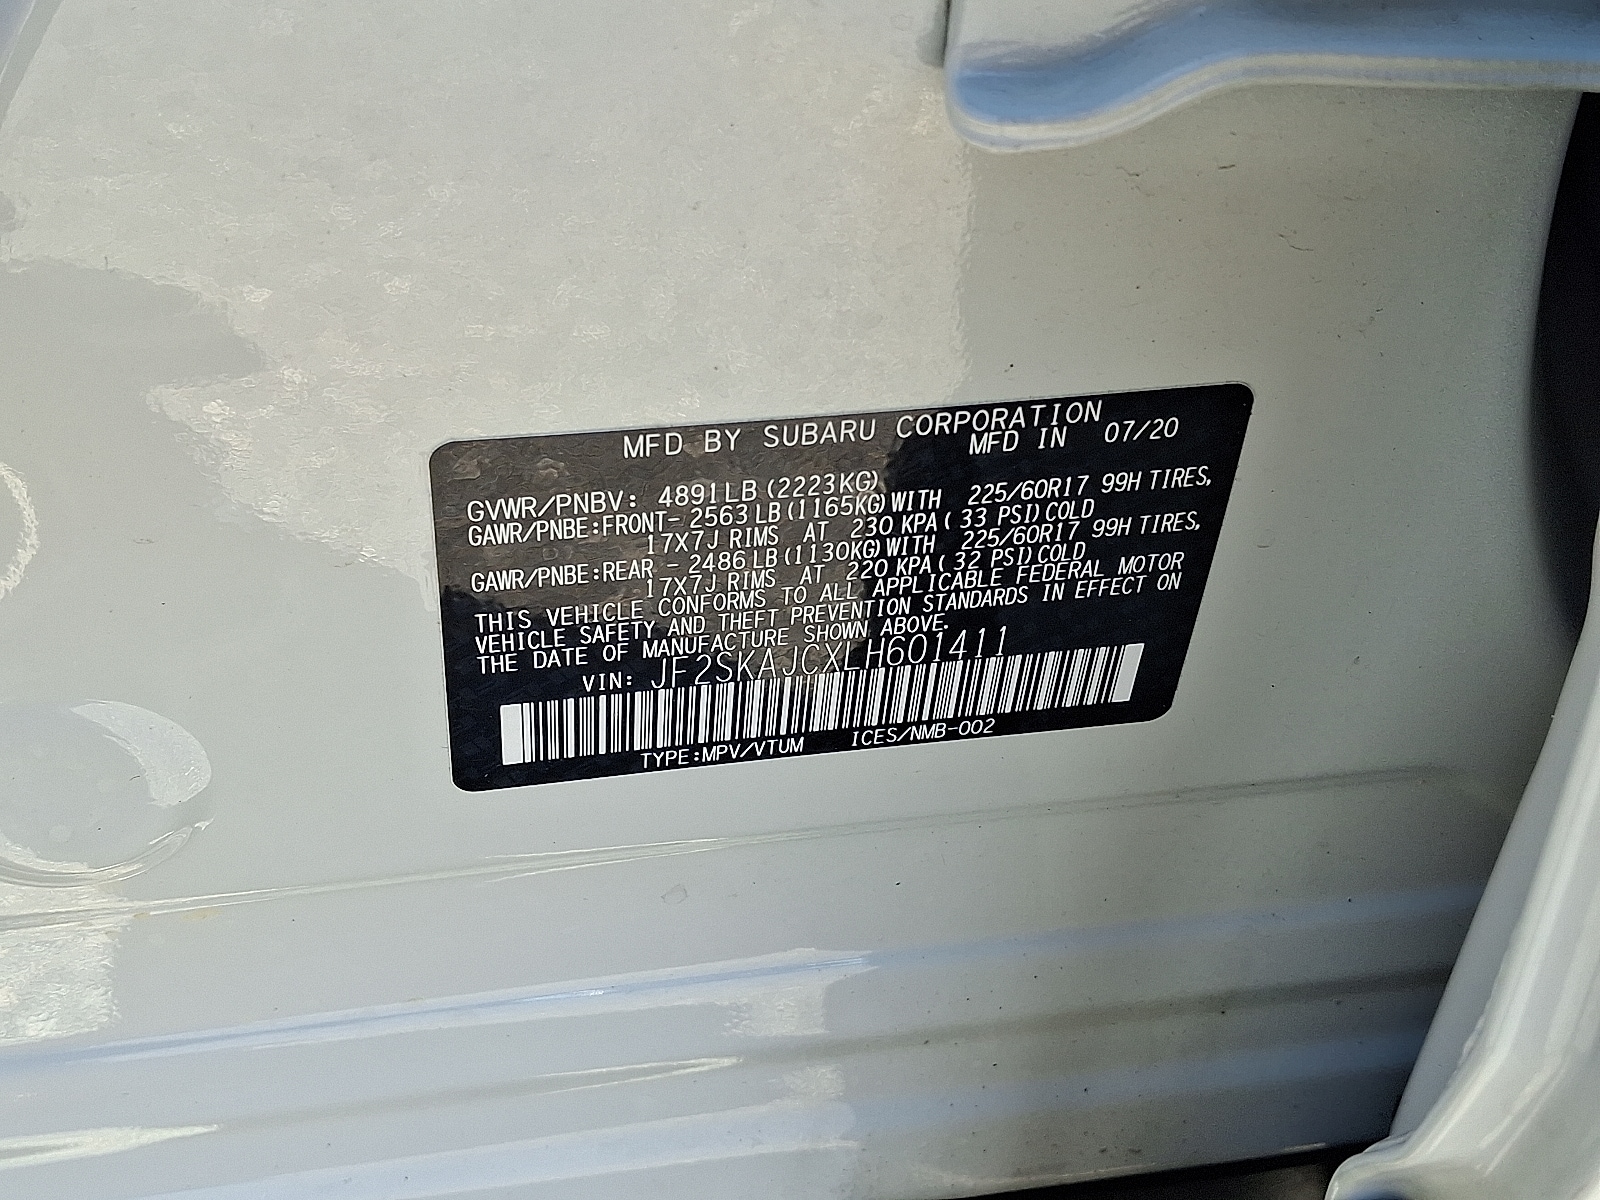 MFD BY SUBARU CORPORATION
MFD IN 07/20
GVWR/PNBV: 4891LB (2223KG)
GAWR/PNBE:FRONT- 2563LB(1165KG)WITH 225/60R17 99H TIRES,
17X7J RIMS AT 230 KPA( 33 PSI)COLD
GAWR/PNBE:REAR - 2486LB(1130KG)WITH 225/60R17 99H TIRES,
17X7J RIMS AT 220 KPA( 32 PSI)COLD
THIS VEHICLE CONFORMS TO ALL APPLICABLE FEDERAL MOTOR
VEHICLE SAFETY AND THEFT PREVENTION STANDARDS IN EFFECT ON
THE DATE OF MANUFACTURE SHOWN ABOVE.
VIN: JF2SKAJCXLH601411
TYPE:MPV/VTUM ICES/NMB-002